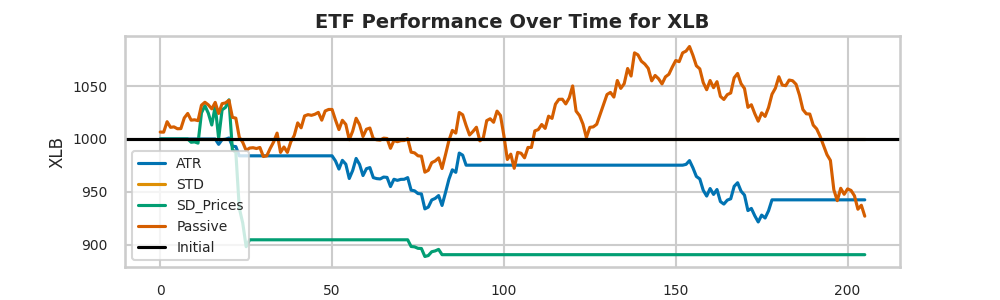 ETF Performance Over Time for XLB
XLB
1050
1000
950
900
ATR
STD
SD_Prices
Passive
Initial
0 50 100 150 200